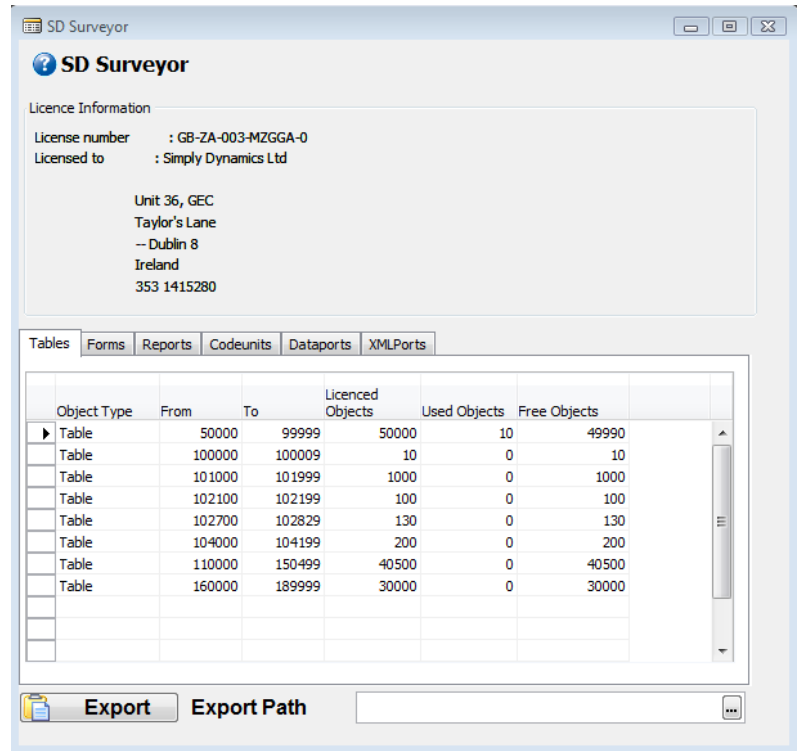 SD Surveyor
SD Surveyor
Licence Information
License number : GB-ZA-003-MZGGA-0
Licensed to : Simply Dynamics Ltd
Unit 36, GEC
Taylor's Lane
-- Dublin 8
Ireland
353 1415280
Tables Forms Reports Codeunits Dataports XMLPorts
Object Type From To Licenced Objects Used Objects Free Objects
Table 50000 99999 50000 10 49990
Table 100000 100009 10 0 10
Table 101000 101999 1000 0 1000
Table 102100 102199 100 0 100
Table 102700 102829 130 0 130
Table 104000 104199 200 0 200
Table 110000 150499 40500 0 40500
Table 160000 189999 30000 0 30000
Export Export Path ...